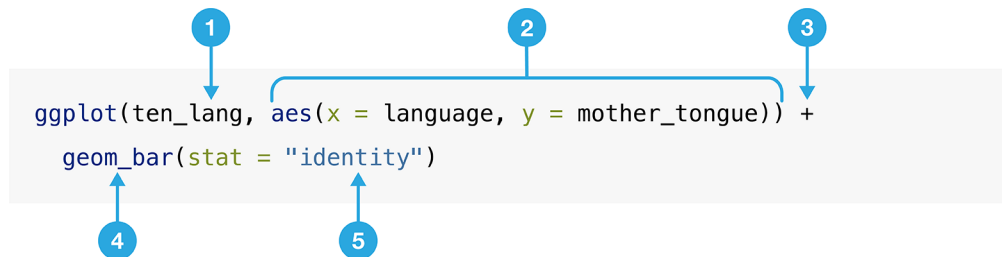 1 2 3
ggplot(ten_lang, aes(x = language, y = mother_tongue)) +
geom_bar(stat = "identity")
4 5